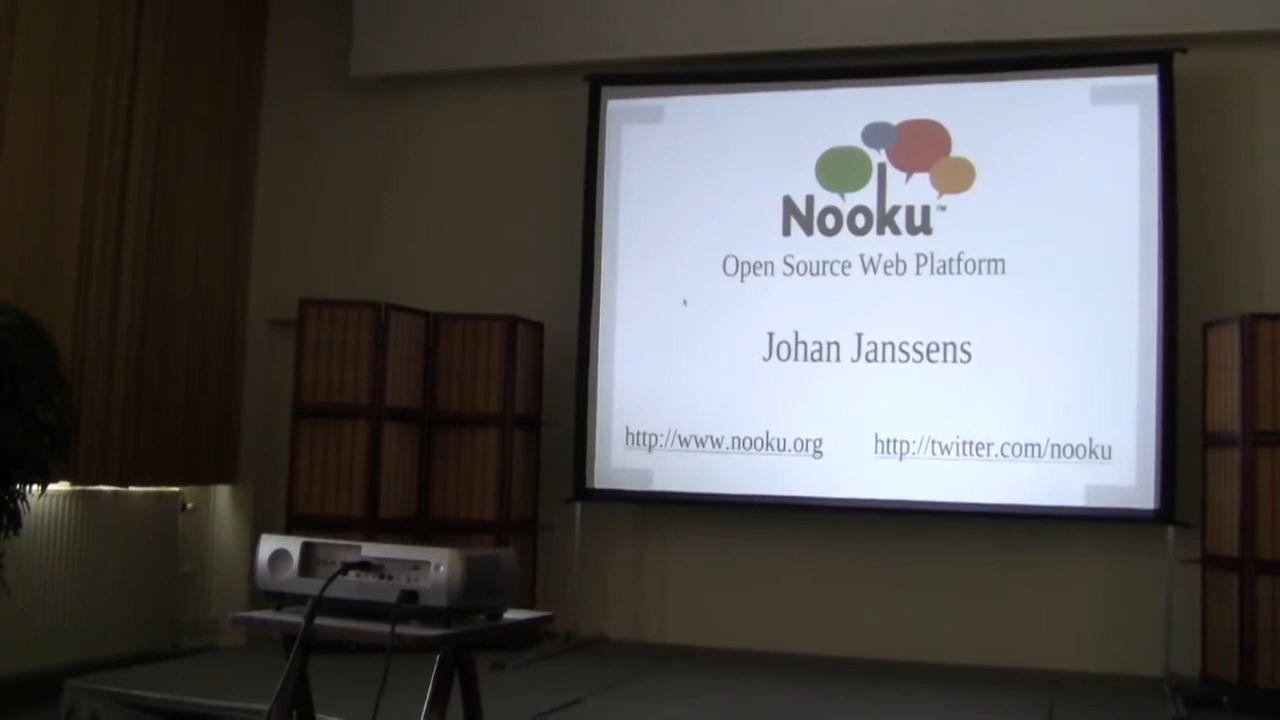 Nooku™
Open Source Web Platform
Johan Janssens
http://www.nooku.org
http://twitter.com/nooku